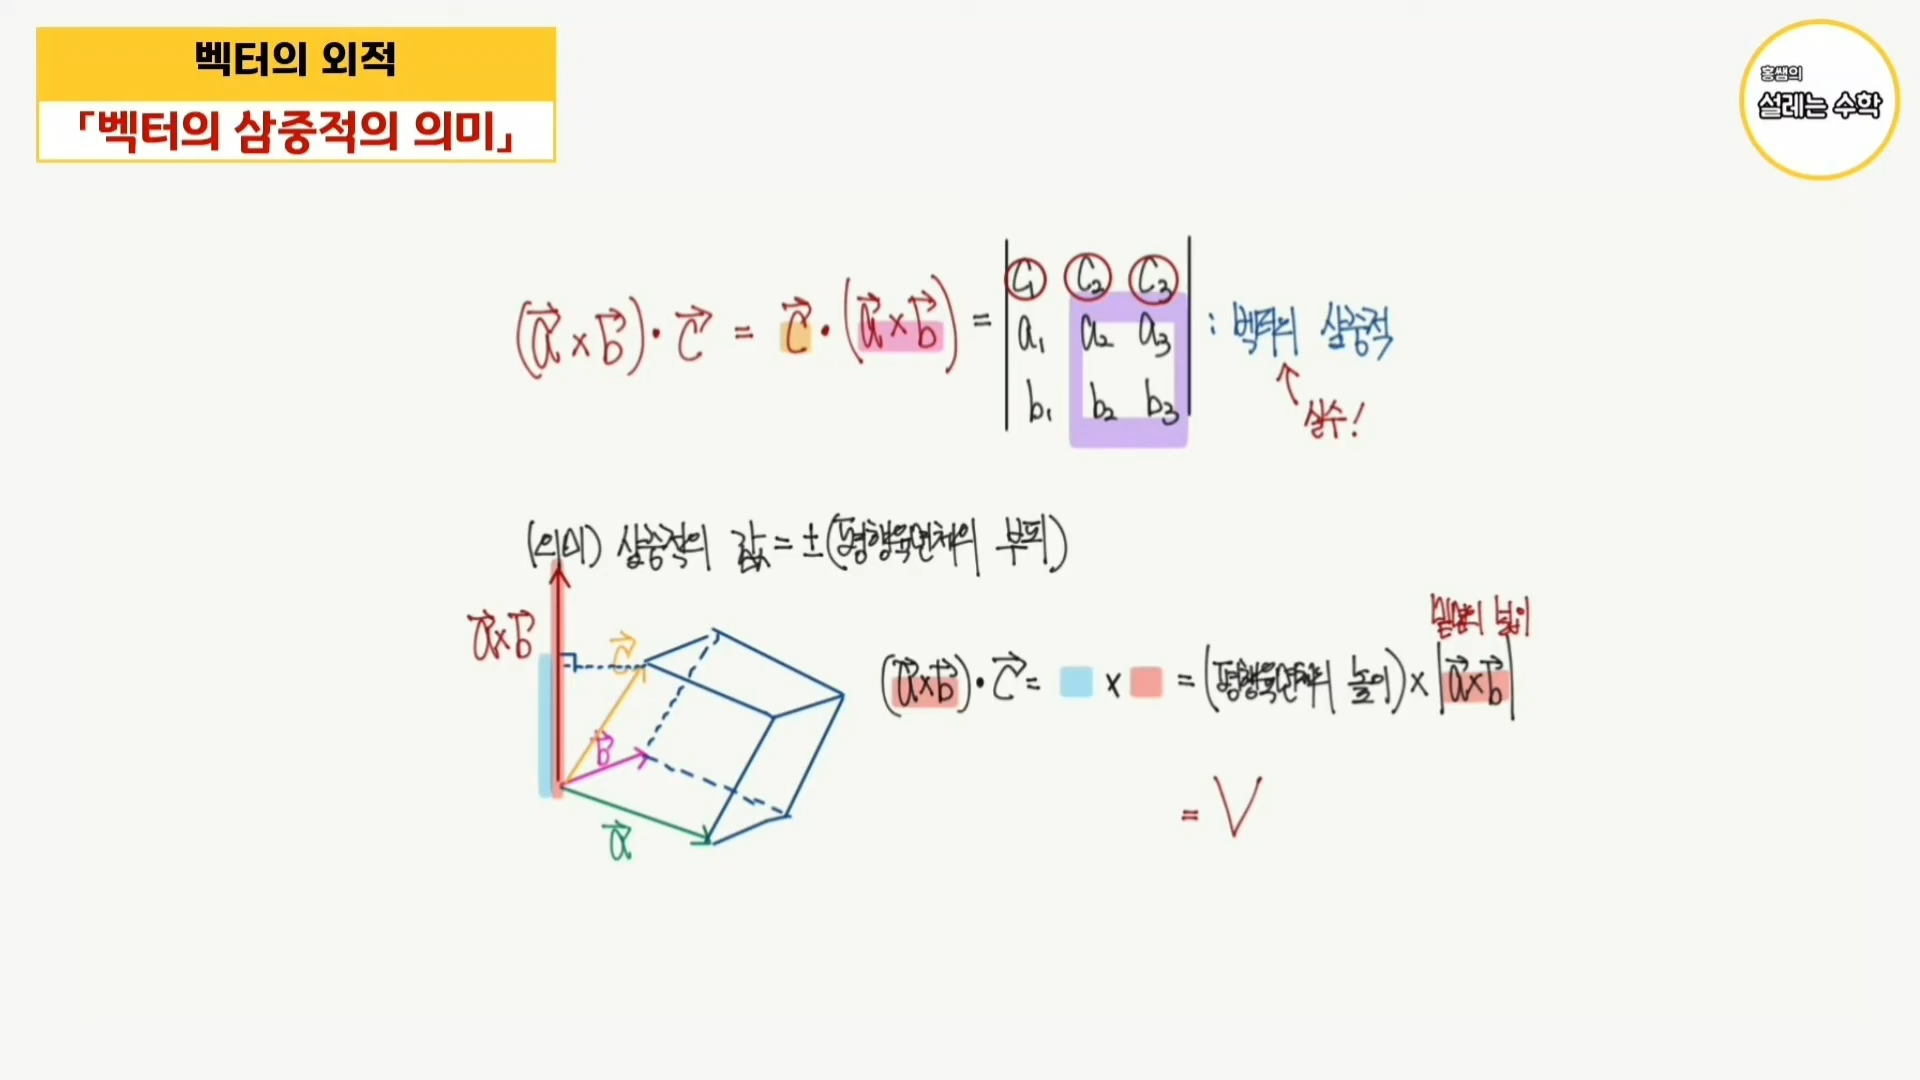 벡터의 외적
「벡터의 삼중적의 의미」
홍쌤의
설레는 수학
(a⃗×b⃗)·c⃗ = c⃗·(a⃗×b⃗) = | c₁ c₂ c₃ | : 벡터의 삼중적
a₁ a₂ a₃
b₁ b₂ b₃
실수!
(의미) 삼중적의 값 = ±(평행육면체의 부피)
a⃗×b⃗
c⃗
b⃗
a⃗
밑면의 넓이
(a⃗×b⃗)·c⃗ = × = (평행육면체의 높이)×|a⃗×b⃗|
= V